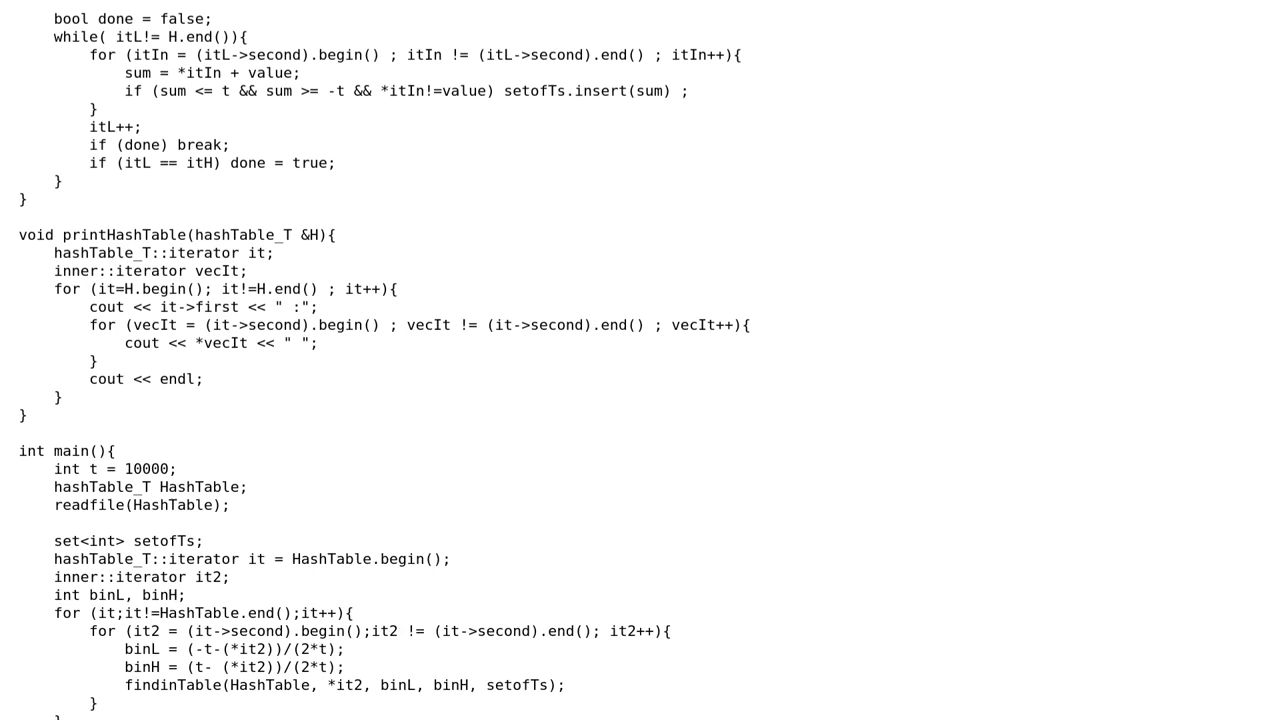 bool done = false;
while( itL!= H.end()){
for (itIn = (itL->second).begin() ; itIn != (itL->second).end() ; itIn++){
sum = *itIn + value;
if (sum <= t && sum >= -t && *itIn!=value) setofTs.insert(sum) ;
}
itL++;
if (done) break;
if (itL == itH) done = true;
}
}
void printHashTable(hashTable_T &H){
hashTable_T::iterator it;
inner::iterator vecIt;
for (it=H.begin(); it!=H.end() ; it++){
cout << it->first << " :";
for (vecIt = (it->second).begin() ; vecIt != (it->second).end() ; vecIt++){
cout << *vecIt << " ";
}
cout << endl;
}
}
int main(){
int t = 10000;
hashTable_T HashTable;
readfile(HashTable);
set<int> setofTs;
hashTable_T::iterator it = HashTable.begin();
inner::iterator it2;
int binL, binH;
for (it;it!=HashTable.end();it++){
for (it2 = (it->second).begin();it2 != (it->second).end(); it2++){
binL = (-t-(*it2))/(2*t);
binH = (t- (*it2))/(2*t);
findinTable(HashTable, *it2, binL, binH, setofTs);
}